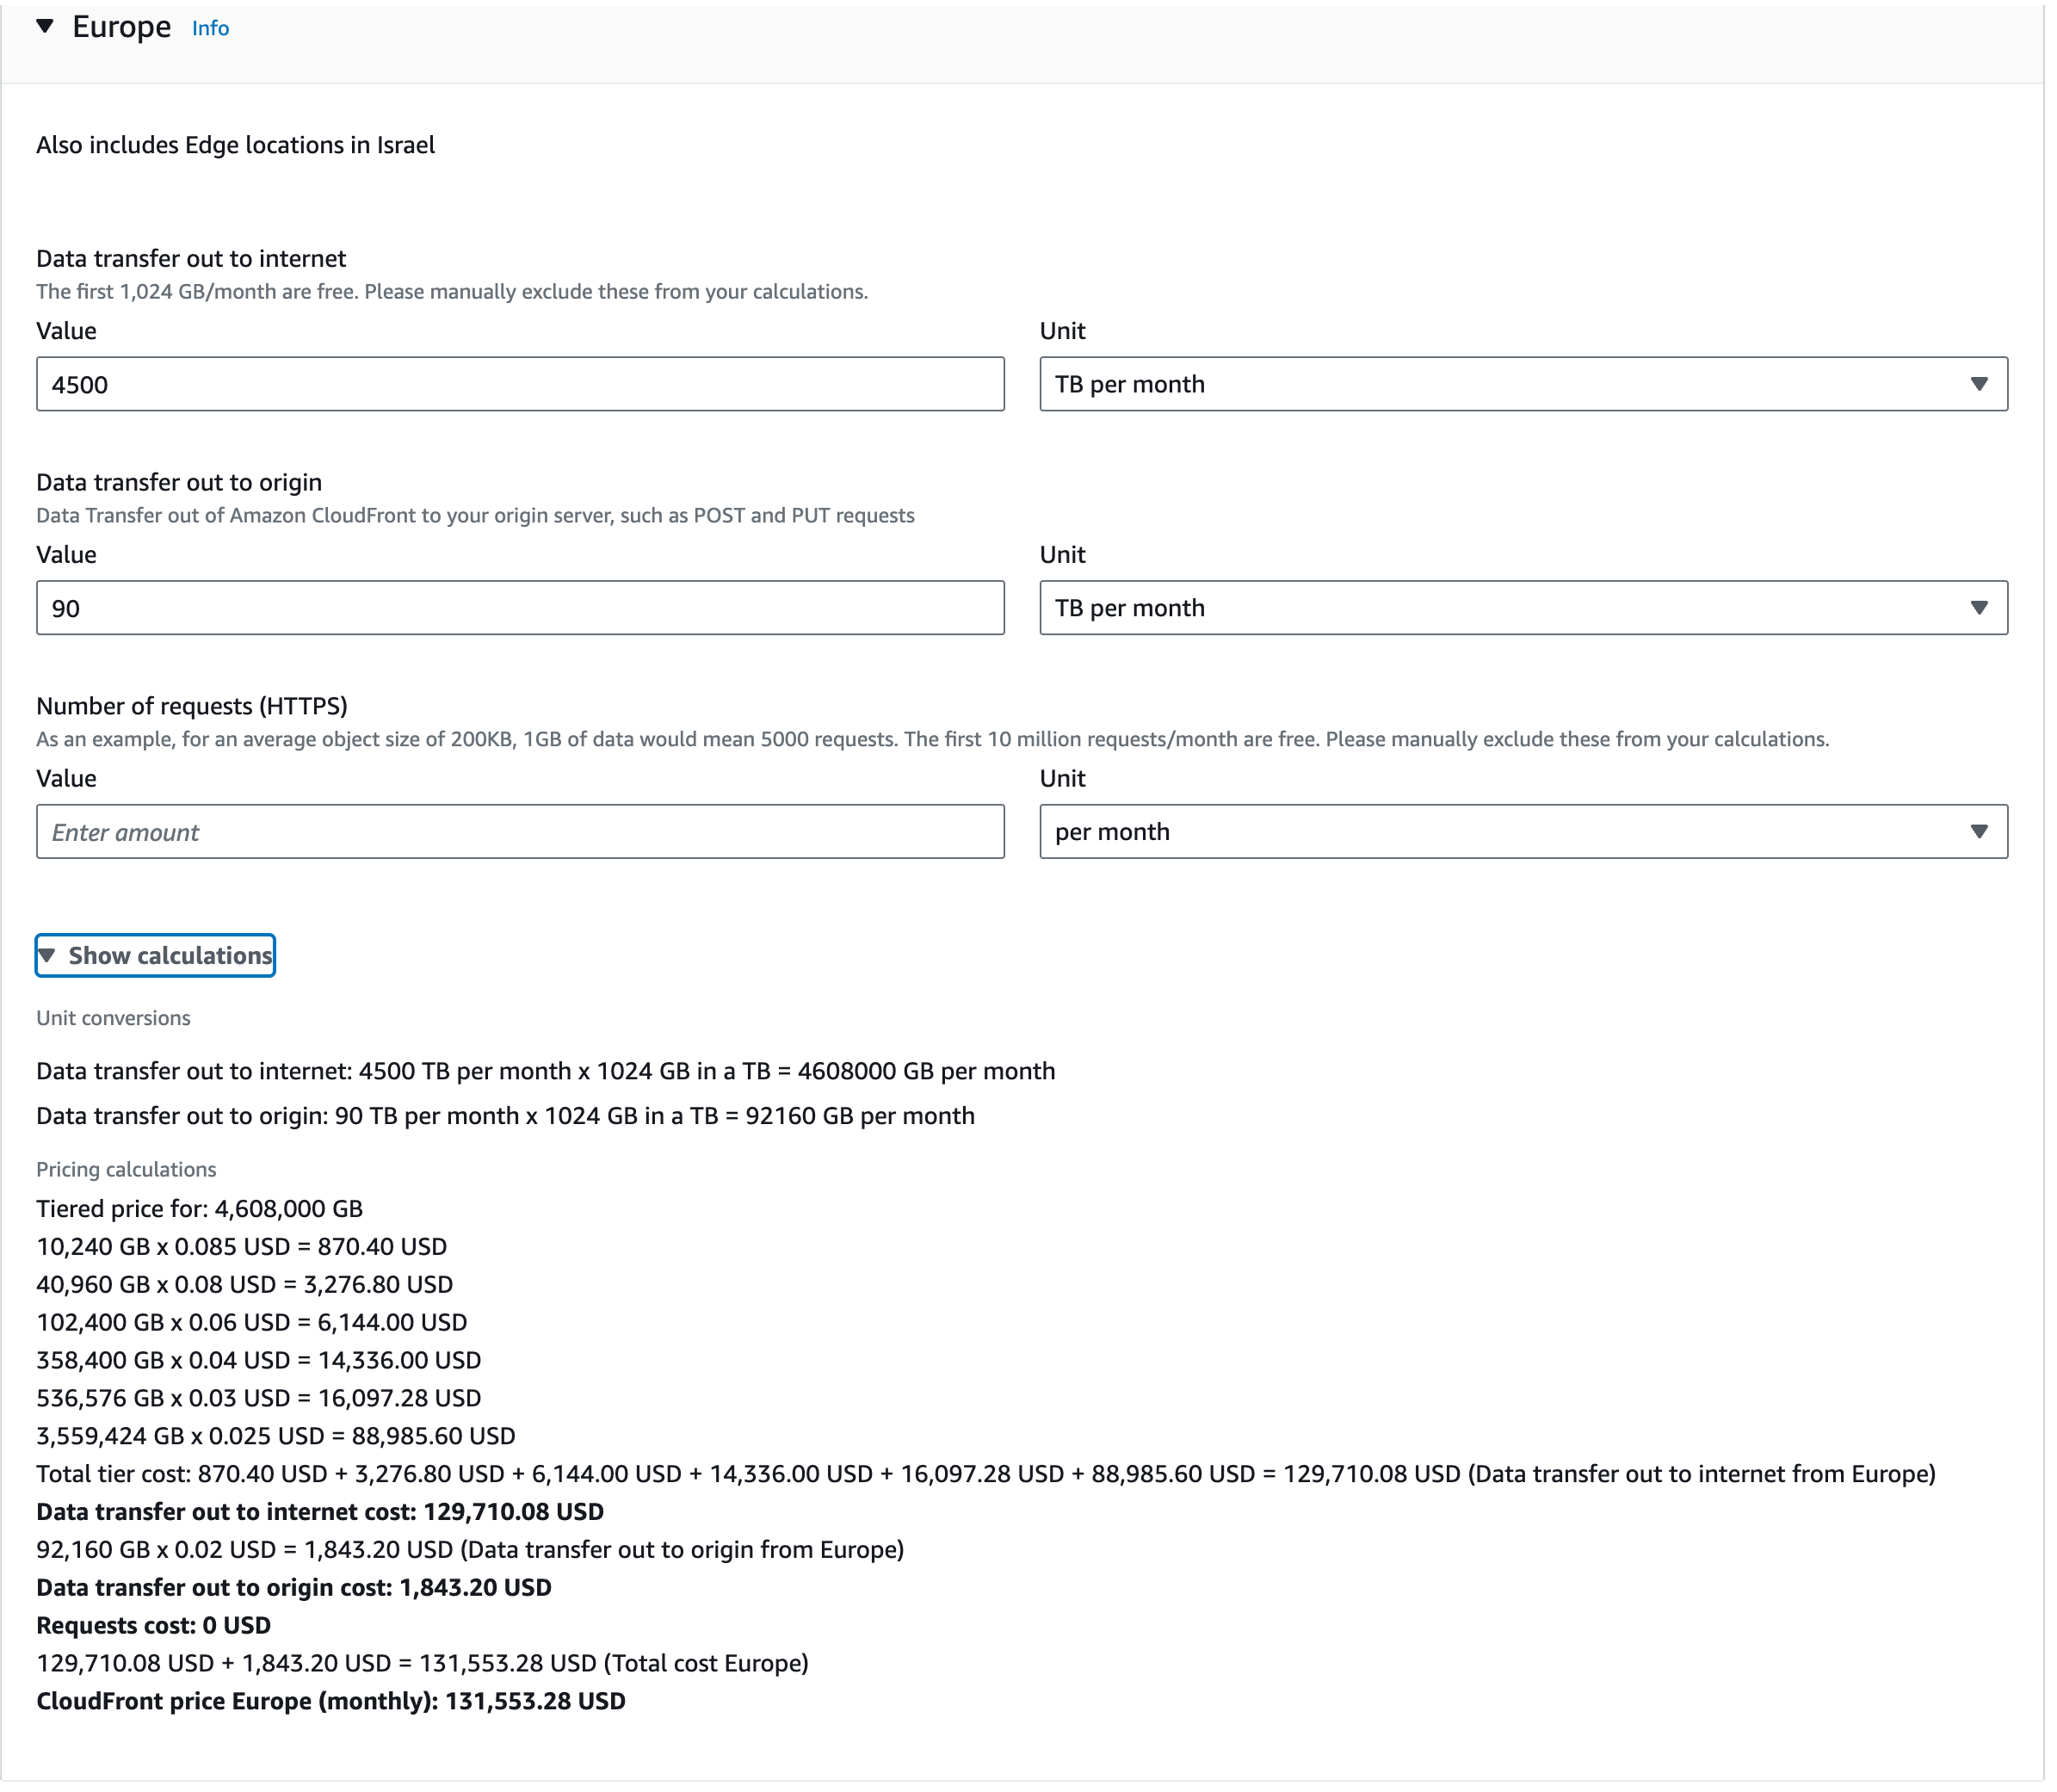 Europe Info
Also includes Edge locations in Israel
Data transfer out to internet
The first 1,024 GB/month are free. Please manually exclude these from your calculations.
Value Unit
4500 TB per month
Data transfer out to origin
Data Transfer out of Amazon CloudFront to your origin server, such as POST and PUT requests
Value Unit
90 TB per month
Number of requests (HTTPS)
As an example, for an average object size of 200KB, 1GB of data would mean 5000 requests. The first 10 million requests/month are free. Please manually exclude these from your calculations.
Value Unit
Enter amount per month
Show calculations
Unit conversions
Data transfer out to internet: 4500 TB per month x 1024 GB in a TB = 4608000 GB per month
Data transfer out to origin: 90 TB per month x 1024 GB in a TB = 92160 GB per month
Pricing calculations
Tiered price for: 4,608,000 GB
10,240 GB x 0.085 USD = 870.40 USD
40,960 GB x 0.08 USD = 3,276.80 USD
102,400 GB x 0.06 USD = 6,144.00 USD
358,400 GB x 0.04 USD = 14,336.00 USD
536,576 GB x 0.03 USD = 16,097.28 USD
3,559,424 GB x 0.025 USD = 88,985.60 USD
Total tier cost: 870.40 USD + 3,276.80 USD + 6,144.00 USD + 14,336.00 USD + 16,097.28 USD + 88,985.60 USD = 129,710.08 USD (Data transfer out to internet from Europe)
Data transfer out to internet cost: 129,710.08 USD
92,160 GB x 0.02 USD = 1,843.20 USD (Data transfer out to origin from Europe)
Data transfer out to origin cost: 1,843.20 USD
Requests cost: 0 USD
129,710.08 USD + 1,843.20 USD = 131,553.28 USD (Total cost Europe)
CloudFront price Europe (monthly): 131,553.28 USD